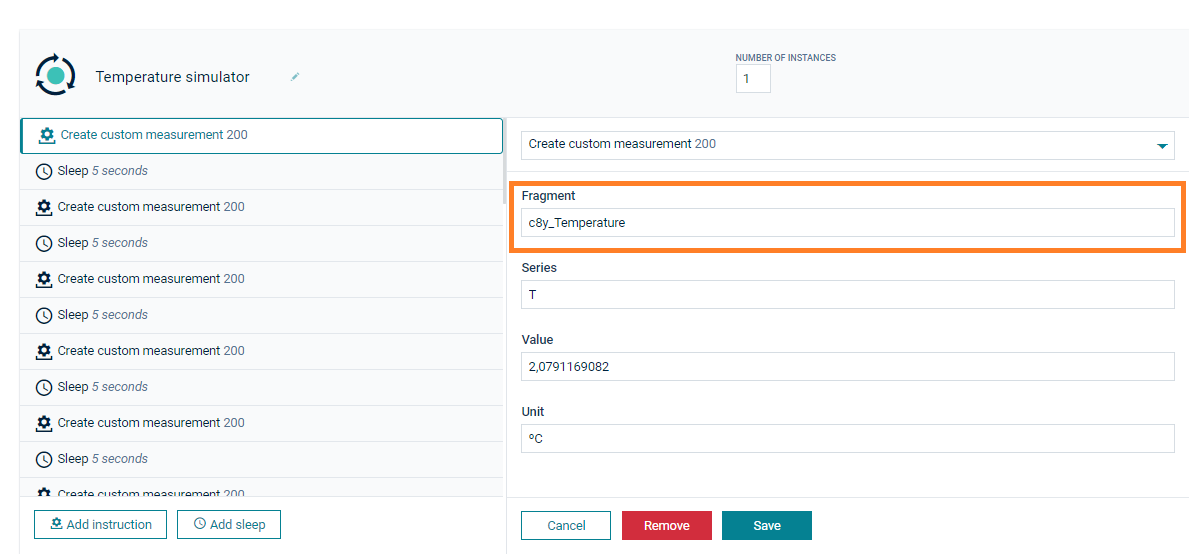 Temperature simulator
NUMBER OF INSTANCES
1
Create custom measurement 200
Sleep 5 seconds
Create custom measurement 200
Sleep 5 seconds
Create custom measurement 200
Sleep 5 seconds
Create custom measurement 200
Sleep 5 seconds
Create custom measurement 200
Sleep 5 seconds
Create custom measurement 200
Add instruction
Add sleep
Create custom measurement 200
Fragment
c8y_Temperature
Series
T
Value
2,0791169082
Unit
ºC
Cancel
Remove
Save